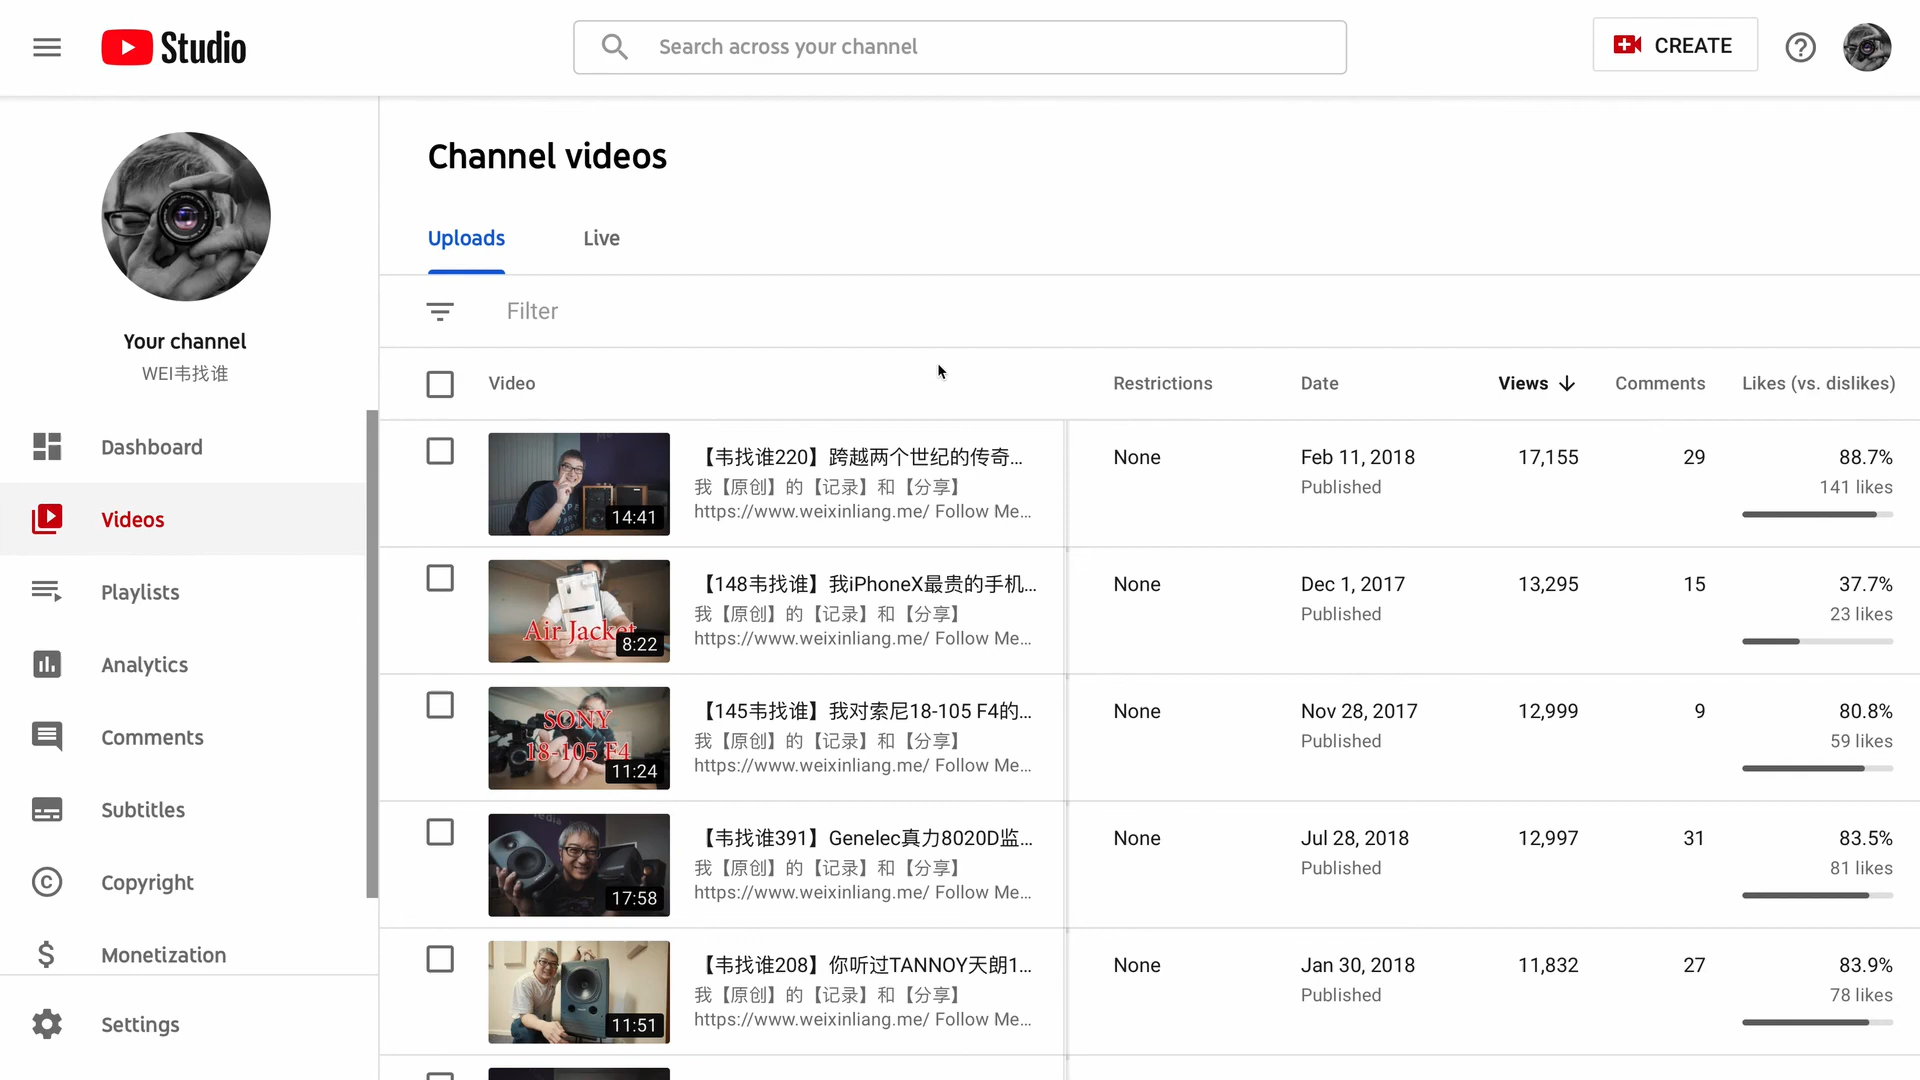 Studio
Search across your channel
CREATE
Your channel
WEI韦找谁
Dashboard
Videos
Playlists
Analytics
Comments
Subtitles
Copyright
Monetization
Settings
Channel videos
Uploads
Live
Filter
Video
Restrictions
Date
Views
Comments
Likes (vs. dislikes)
14:41
【韦找谁220】跨越两个世纪的传奇...
我【原创】的【记录】和【分享】
https://www.weixinliang.me/ Follow Me...
None
Feb 11, 2018
Published
17,155
29
88.7%
141 likes
Air Jacket
8:22
【148韦找谁】我iPhoneX最贵的手机...
我【原创】的【记录】和【分享】
https://www.weixinliang.me/ Follow Me...
None
Dec 1, 2017
Published
13,295
15
37.7%
23 likes
SONY
18-105 F4
11:24
【145韦找谁】我对索尼18-105 F4的...
我【原创】的【记录】和【分享】
https://www.weixinliang.me/ Follow Me...
None
Nov 28, 2017
Published
12,999
9
80.8%
59 likes
17:58
【韦找谁391】Genelec真力8020D监...
我【原创】的【记录】和【分享】
https://www.weixinliang.me/ Follow Me...
None
Jul 28, 2018
Published
12,997
31
83.5%
81 likes
11:51
【韦找谁208】你听过TANNOY天朗1...
我【原创】的【记录】和【分享】
https://www.weixinliang.me/ Follow Me...
None
Jan 30, 2018
Published
11,832
27
83.9%
78 likes